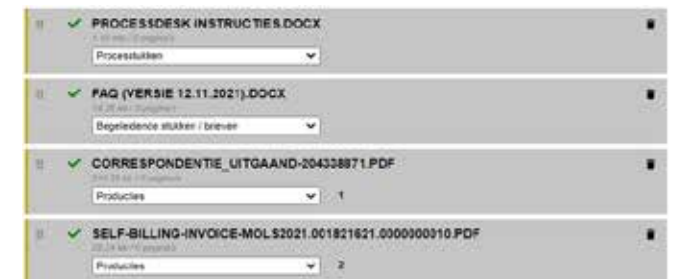 PROCESSDESK INSTRUCTIES.DOCX
Processtukken
FAQ (VERSIE 12.11.2021).DOCX
Begeledende stukken / brieven
CORRESPONDENTIE_UITGAAND-204338871.PDF
Producties 1
SELF-BILLING-INVOICE-MOLS2021.001821621.0000000010.PDF
Producties 2